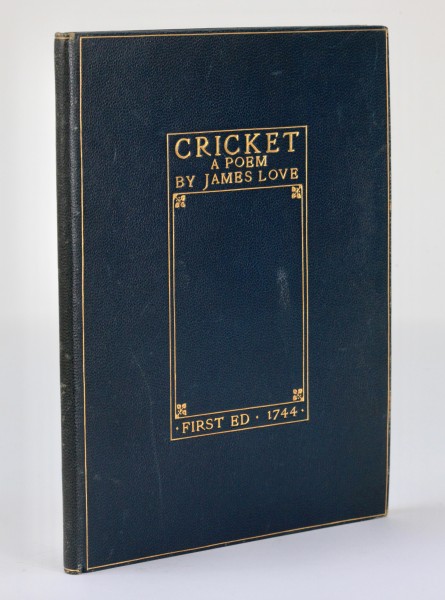 CRICKET
A POEM
BY JAMES LOVE
· FIRST ED · 1744 ·